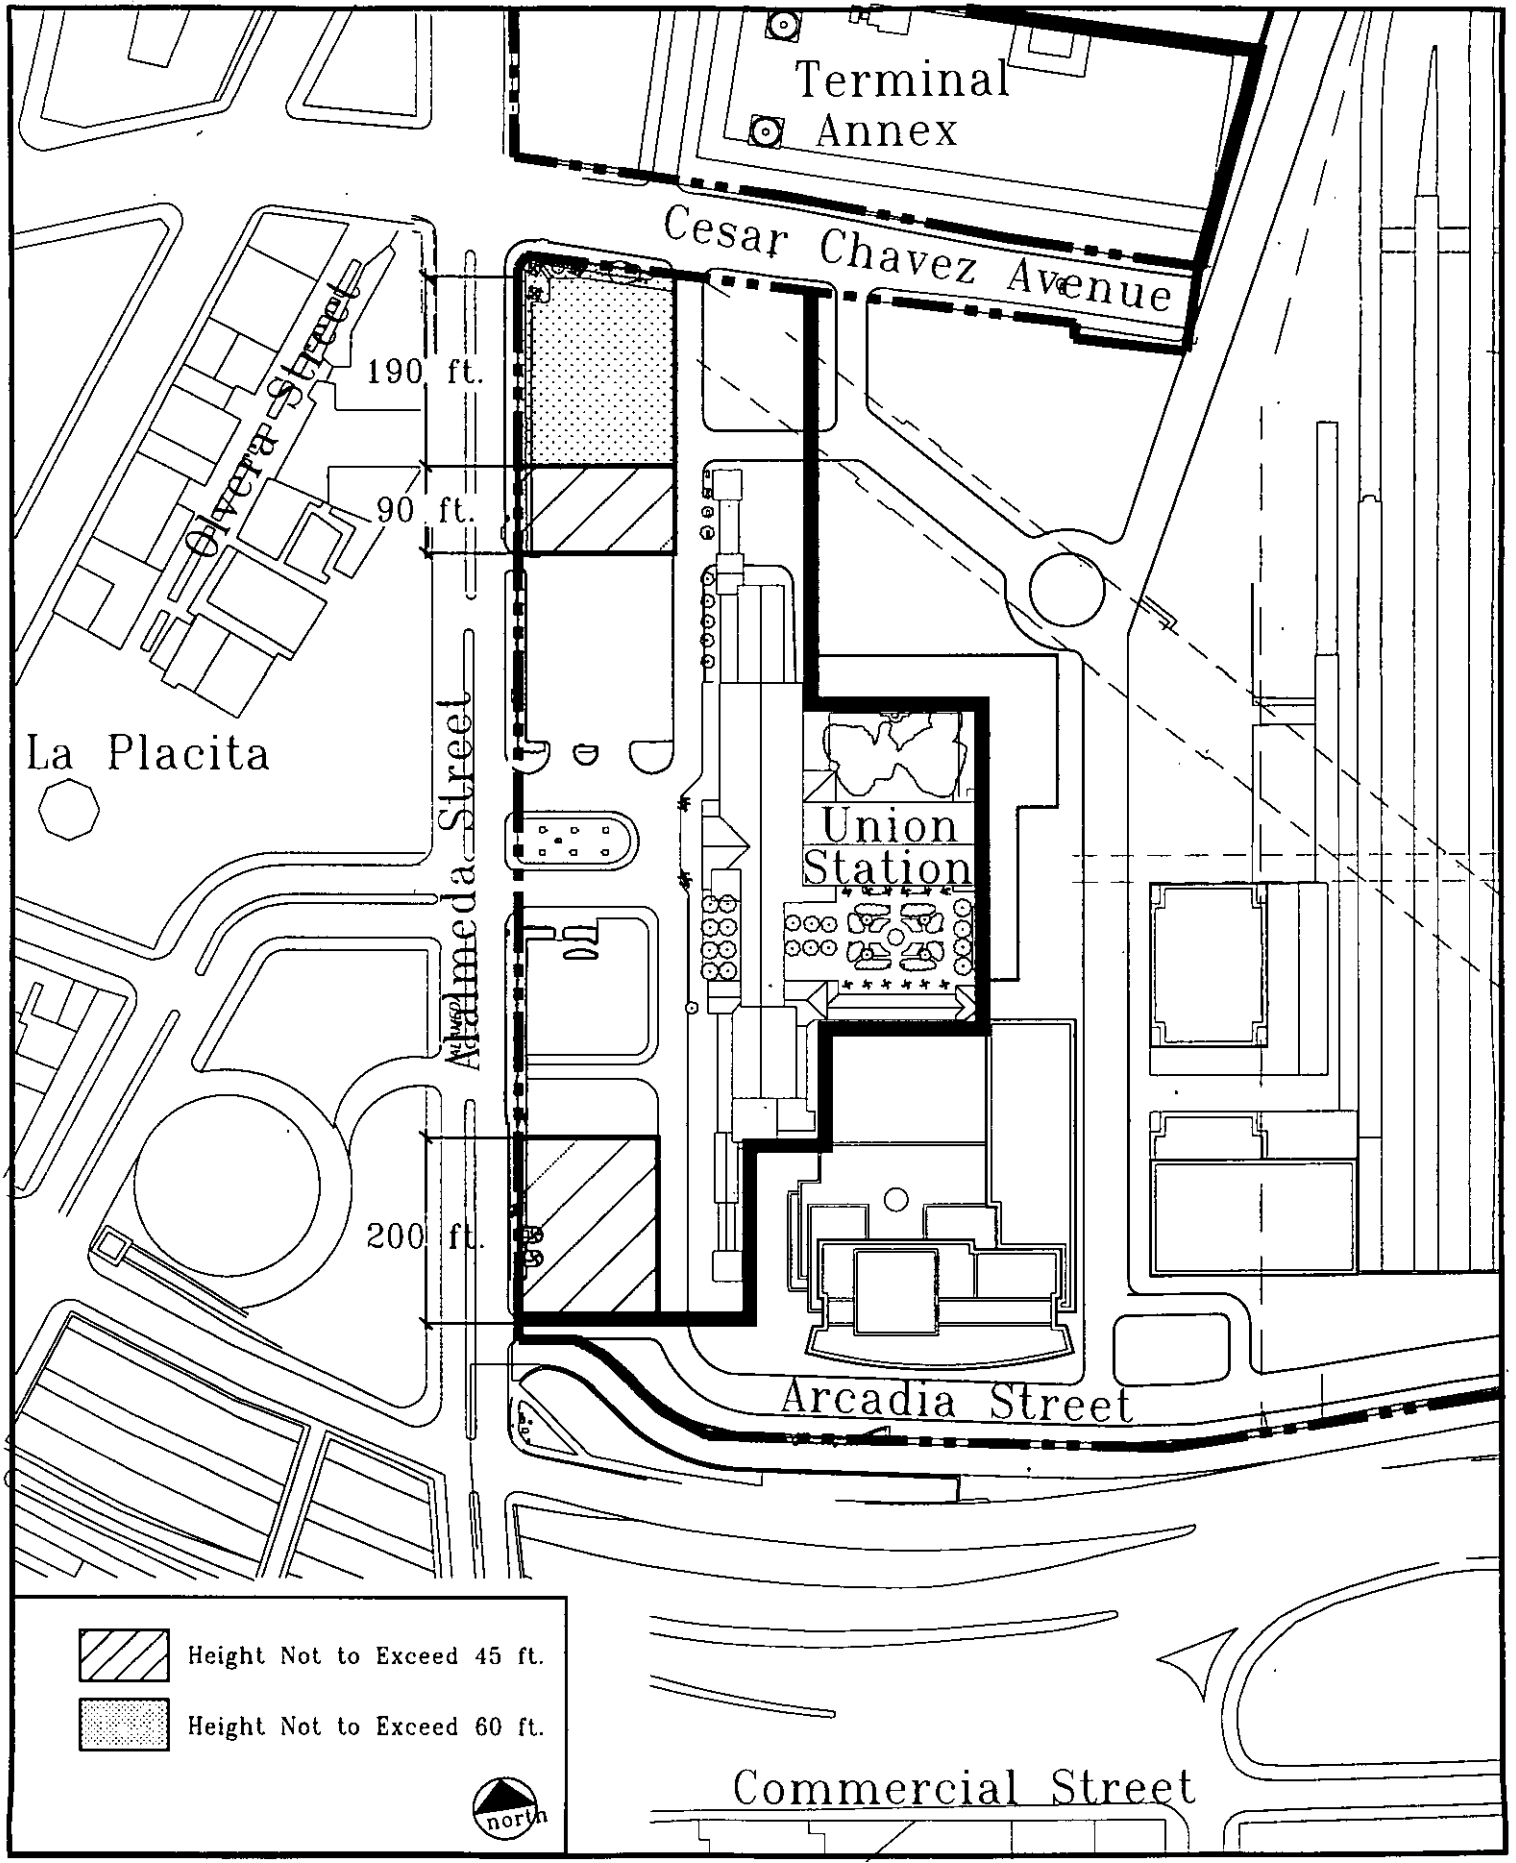 Terminal
Annex
Cesar Chavez Avenue
Olvera Street
190 ft.
90 ft.
La Placita
Alameda Street
Union
Station
200 ft.
Arcadia Street
Height Not to Exceed 45 ft.
Height Not to Exceed 60 ft.
north
Commercial Street